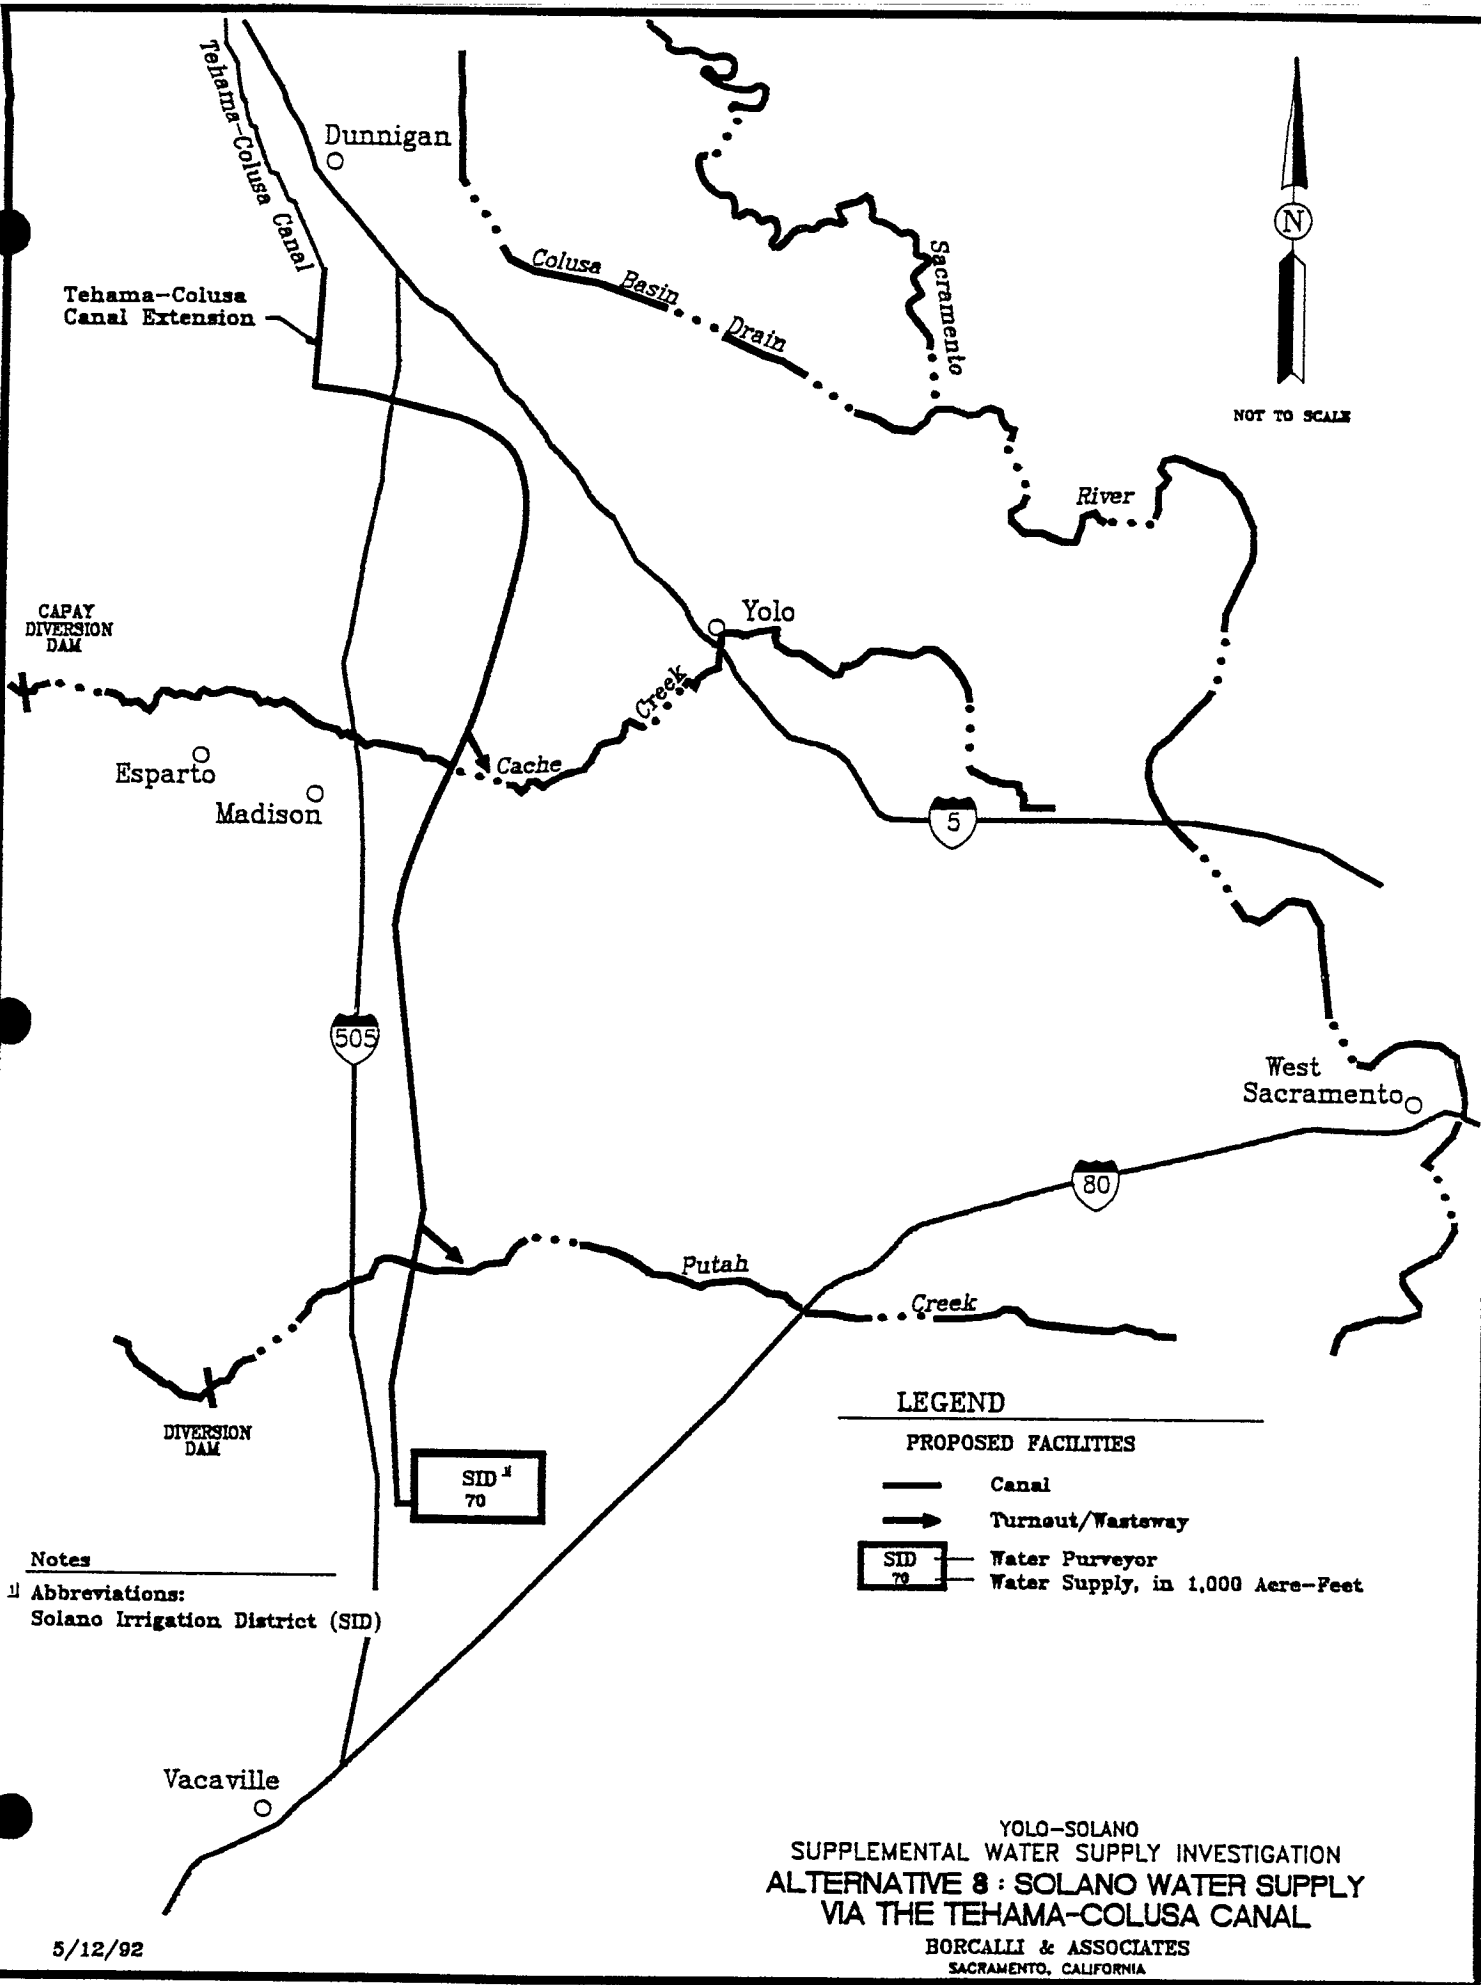 Tehama-Colusa Canal
Dunnigan
Colusa Basin Drain
Sacramento
River
N
NOT TO SCALE
Tehama-Colusa
Canal Extension
CAPAY
DIVERSION
DAM
Yolo
Creek
Cache
Esparto
Madison
5
505
West
Sacramento
80
Putah
Creek
DIVERSION
DAM
SID 1/
70
LEGEND
PROPOSED FACILITIES
Canal
Turnout/Wasteway
SID
70
Water Purveyor
Water Supply, in 1,000 Acre-Feet
Notes
1/ Abbreviations:
Solano Irrigation District (SID)
Vacaville
YOLO-SOLANO
SUPPLEMENTAL WATER SUPPLY INVESTIGATION
ALTERNATIVE 8 : SOLANO WATER SUPPLY
VIA THE TEHAMA-COLUSA CANAL
BORCALLI & ASSOCIATES
SACRAMENTO, CALIFORNIA
5/12/92